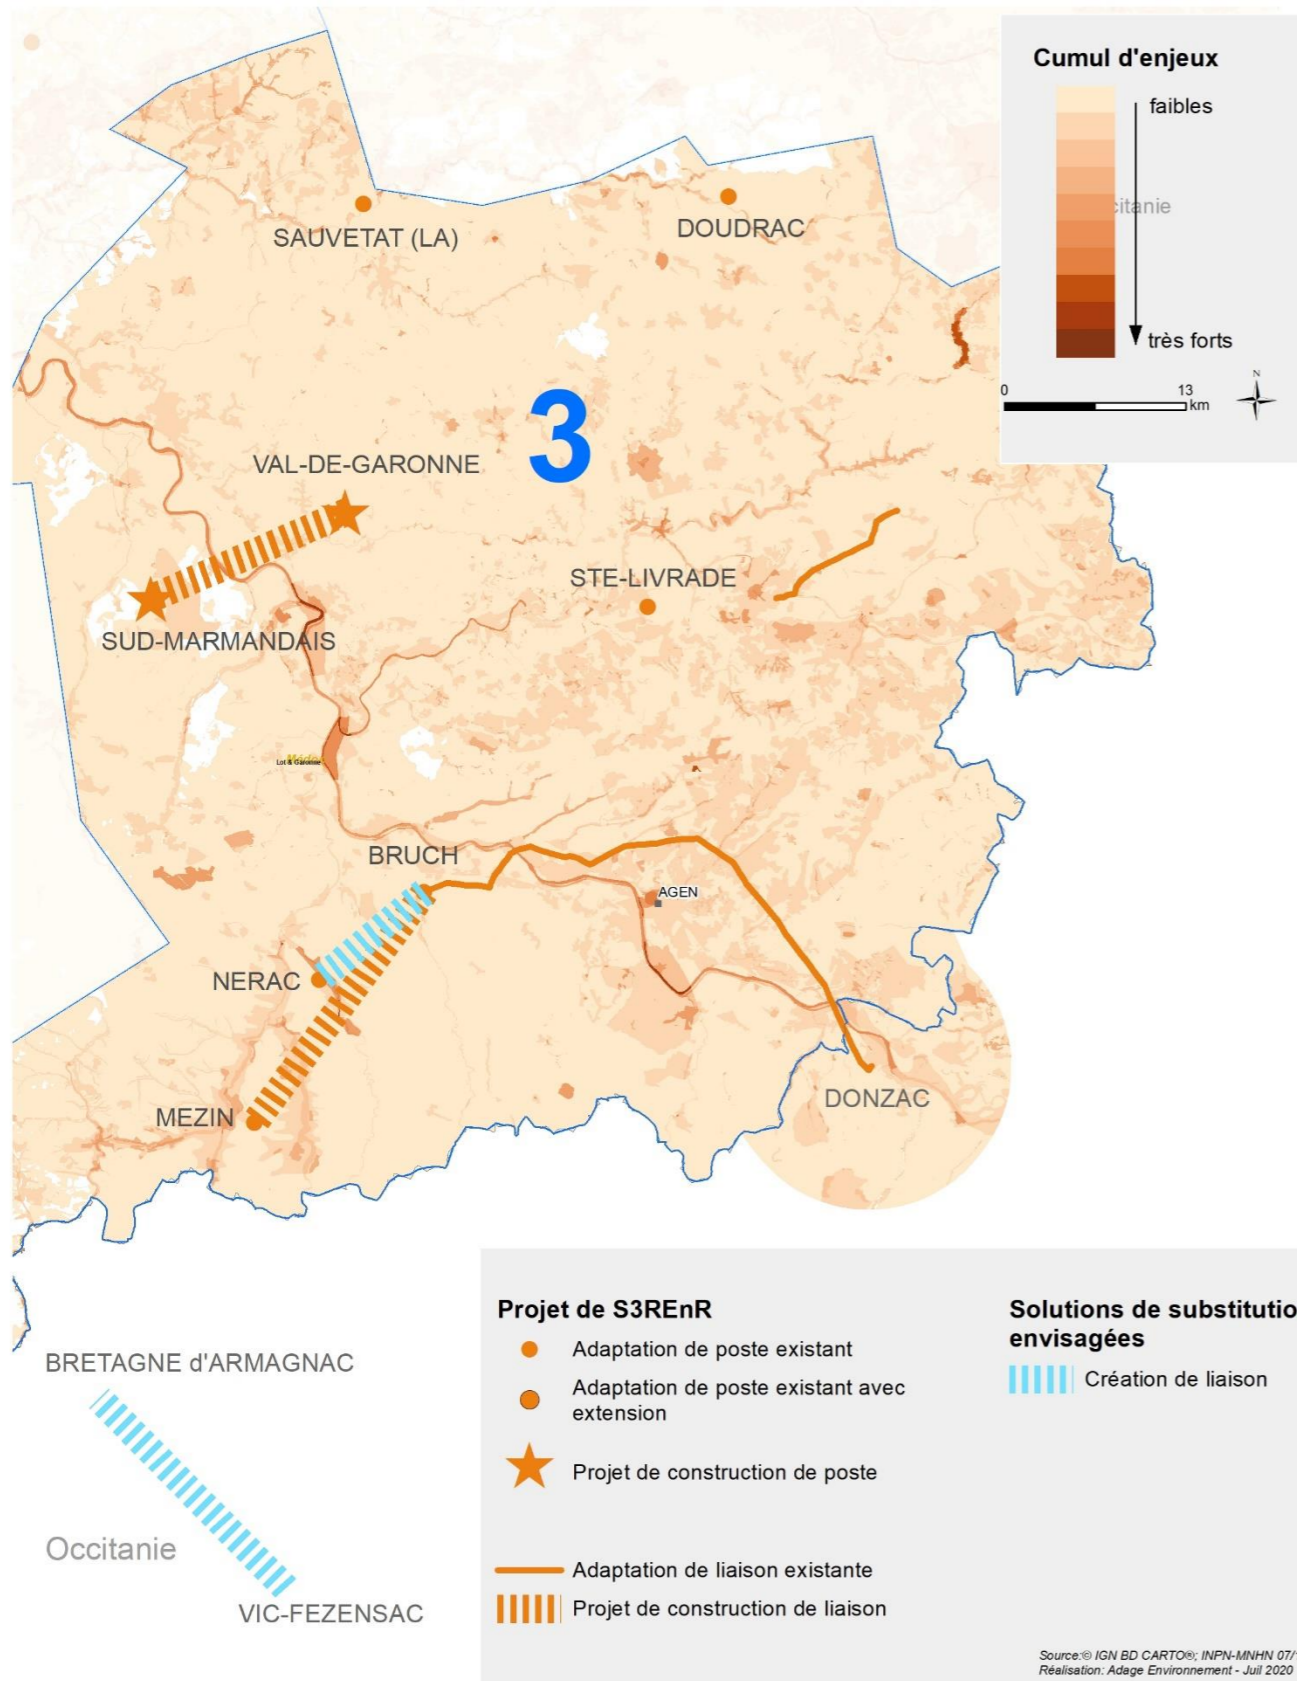 Cumul d'enjeux
faibles
citanie
très forts
0 13
km
N
SAUVETAT (LA)
DOUDRAC
3
VAL-DE-GARONNE
STE-LIVRADE
SUD-MARMANDAIS
Lot & Garonne
BRUCH
AGEN
NERAC
MEZIN
DONZAC
BRETAGNE d'ARMAGNAC
Occitanie
VIC-FEZENSAC
Projet de S3REnR
Adaptation de poste existant
Adaptation de poste existant avec
extension
Projet de construction de poste
Adaptation de liaison existante
Projet de construction de liaison
Solutions de substitutio
envisagées
Création de liaison
Source:© IGN BD CARTO®; INPN-MNHN 07/
Réalisation: Adage Environnement - Juil 2020